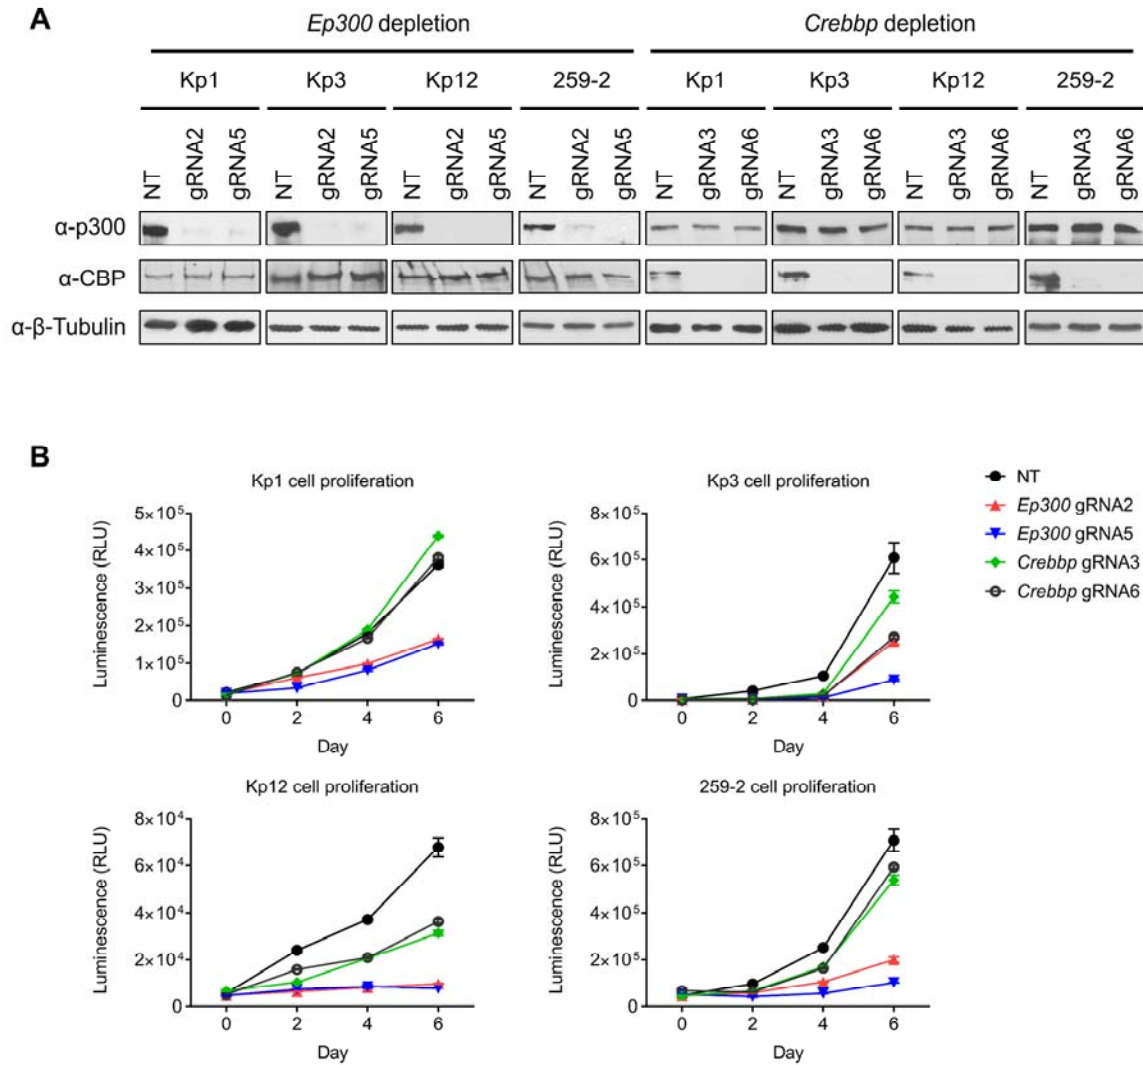 A
Ep300 depletion
Crebbp depletion
Kp1 Kp3 Kp12 259-2 Kp1 Kp3 Kp12 259-2
NT gRNA2 gRNA5 NT gRNA2 gRNA5 NT gRNA2 gRNA5 NT gRNA2 gRNA5 NT gRNA3 gRNA6 NT gRNA3 gRNA6 NT gRNA3 gRNA6 NT gRNA3 gRNA6
α-p300
α-CBP
α-β-Tubulin
B
Kp1 cell proliferation
Luminescence (RLU)
5×10⁵
4×10⁵
3×10⁵
2×10⁵
1×10⁵
0
0 2 4 6
Day
Kp3 cell proliferation
Luminescence (RLU)
8×10⁵
6×10⁵
4×10⁵
2×10⁵
0
0 2 4 6
Day
NT
Ep300 gRNA2
Ep300 gRNA5
Crebbp gRNA3
Crebbp gRNA6
Kp12 cell proliferation
Luminescence (RLU)
8×10⁴
6×10⁴
4×10⁴
2×10⁴
0
0 2 4 6
Day
259-2 cell proliferation
Luminescence (RLU)
8×10⁵
6×10⁵
4×10⁵
2×10⁵
0
0 2 4 6
Day